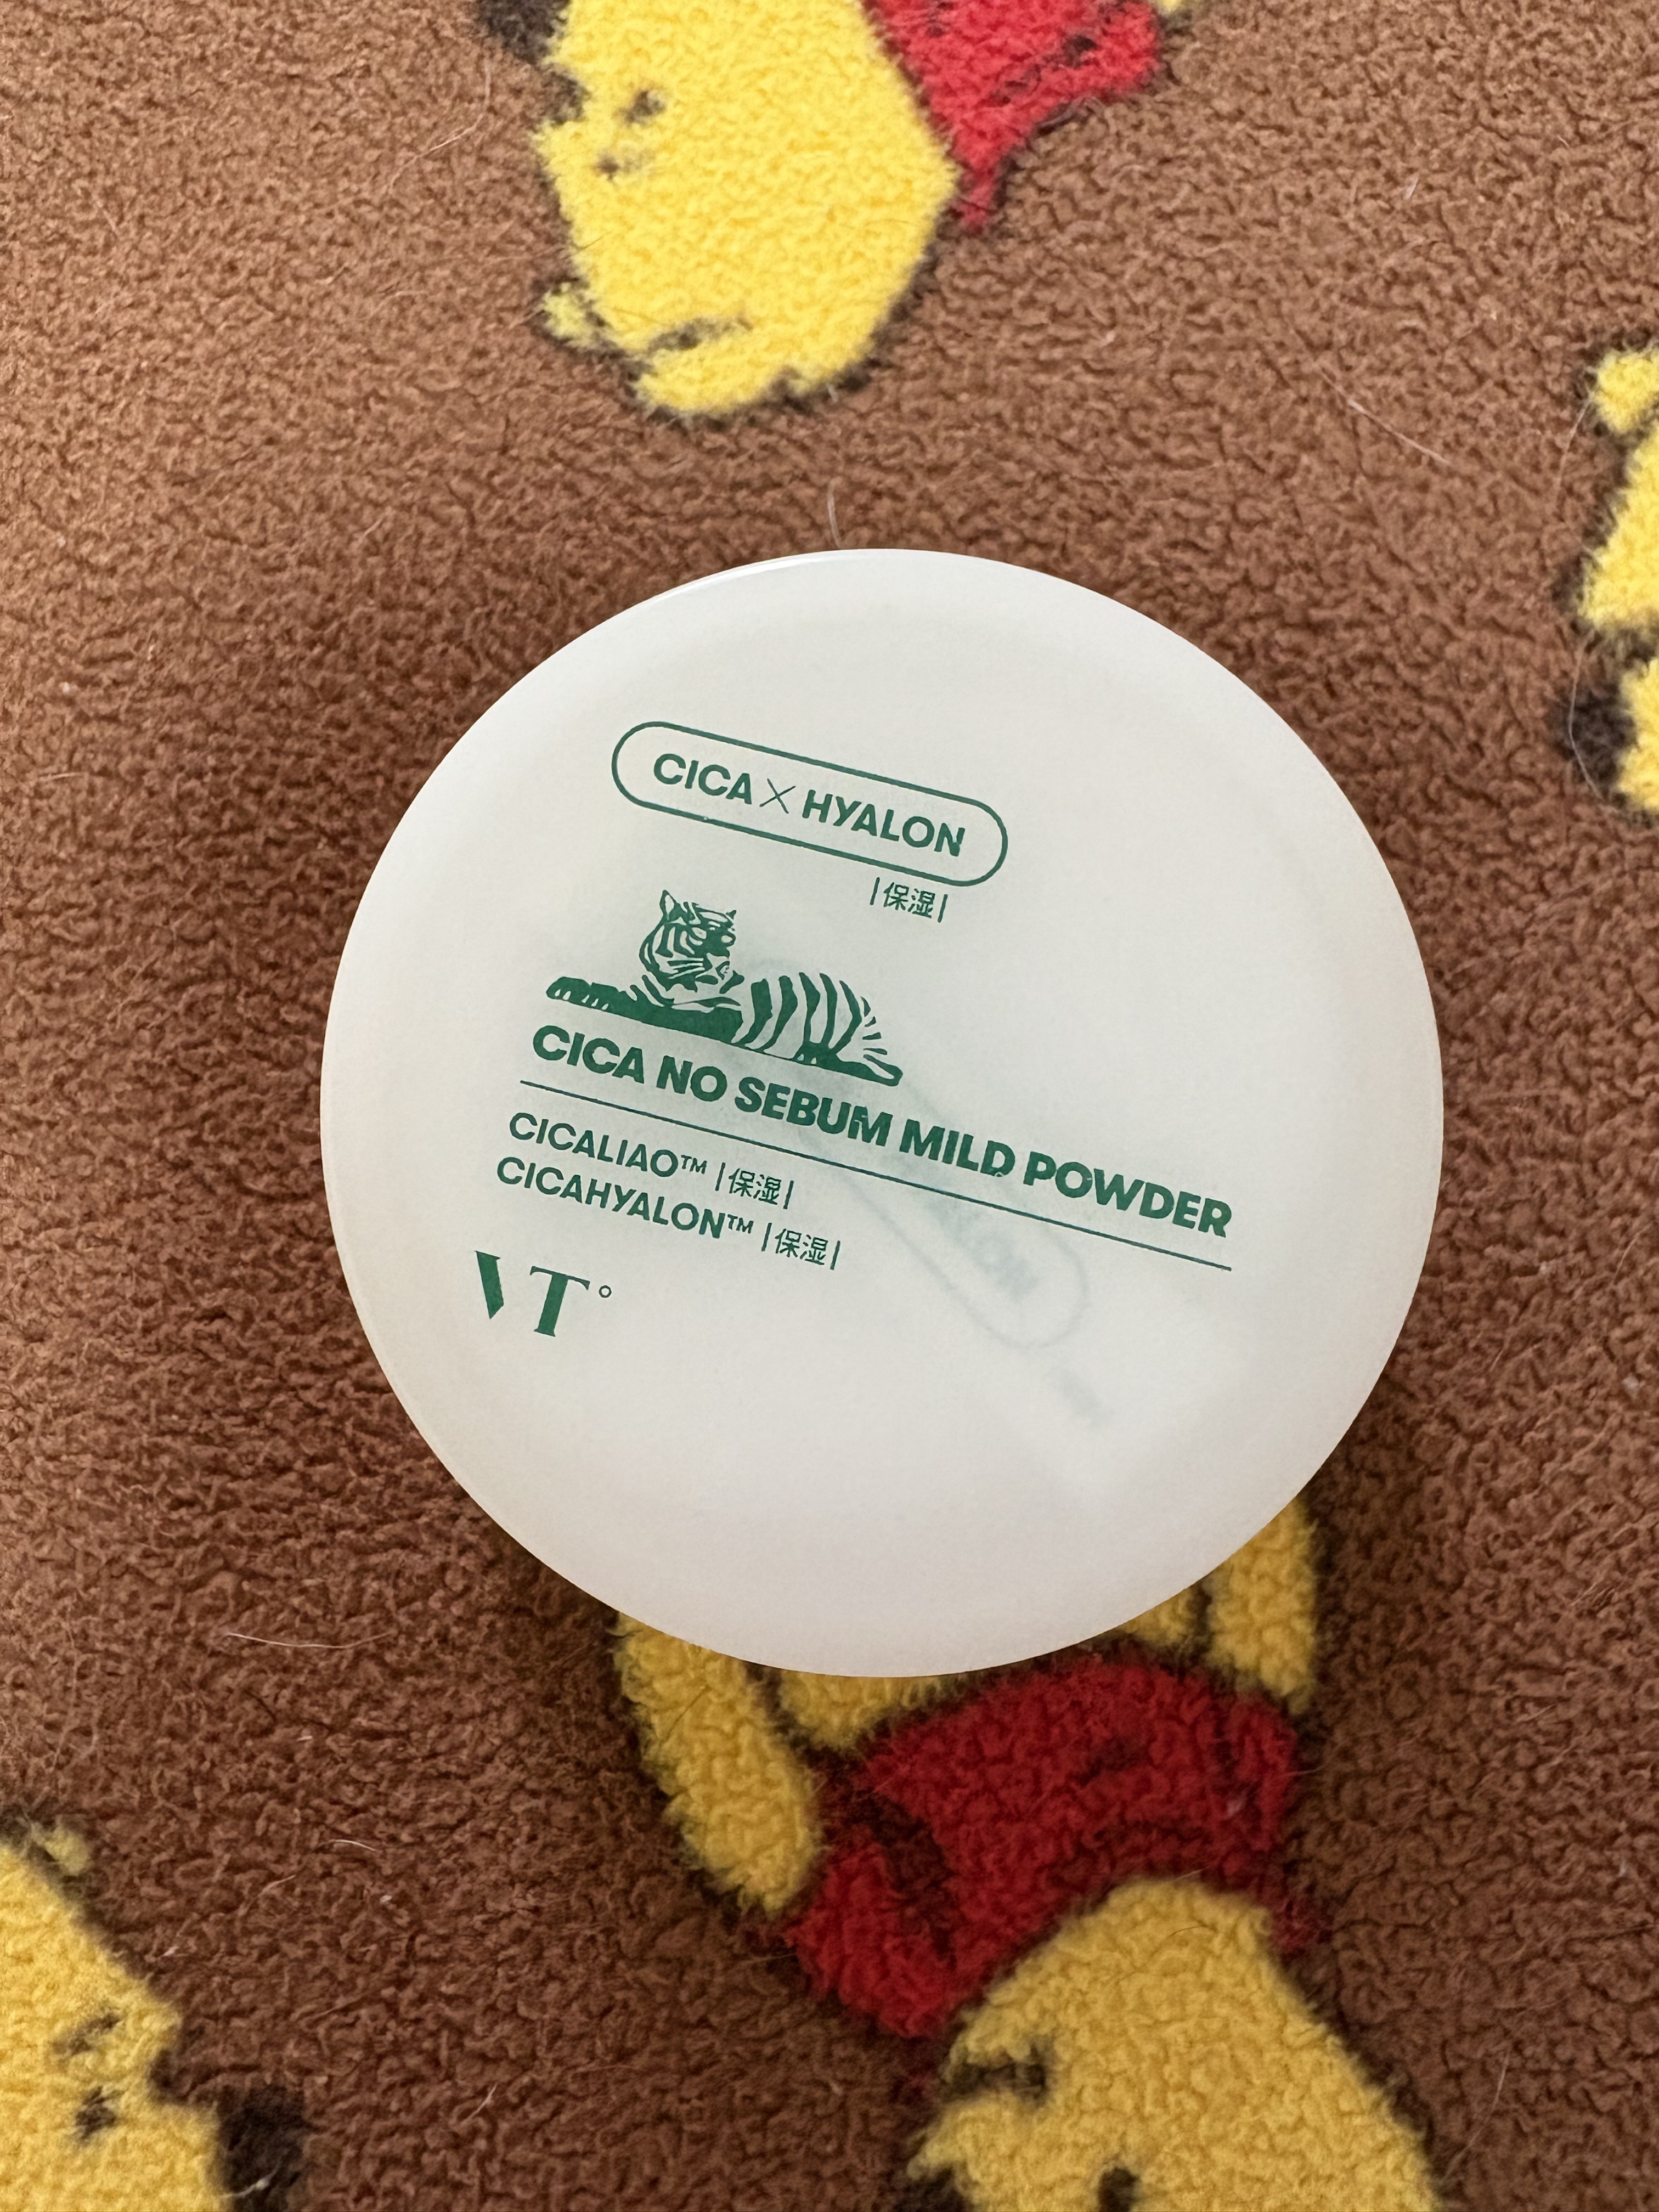 CICA×HYALON
|保湿|
CICA NO SEBUM MILD POWDER
CICALIAO™ |保湿|
CICAHYALON™ |保湿|
VT°